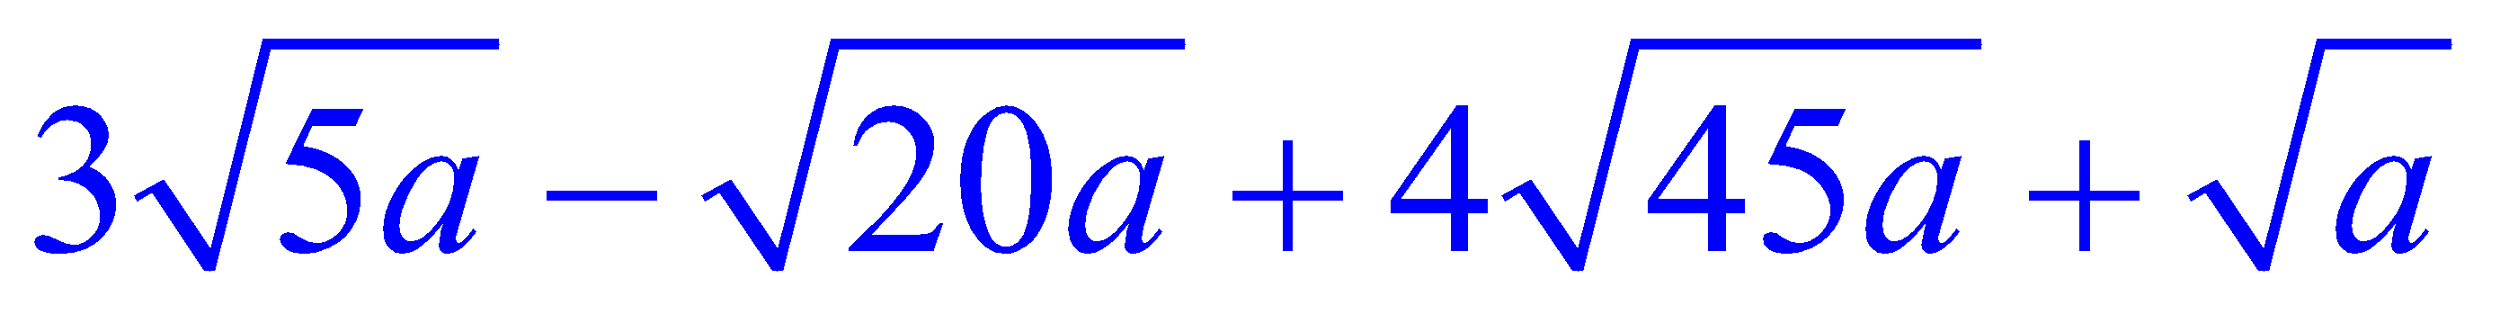 3√5a − √20a + 4√45a + √a